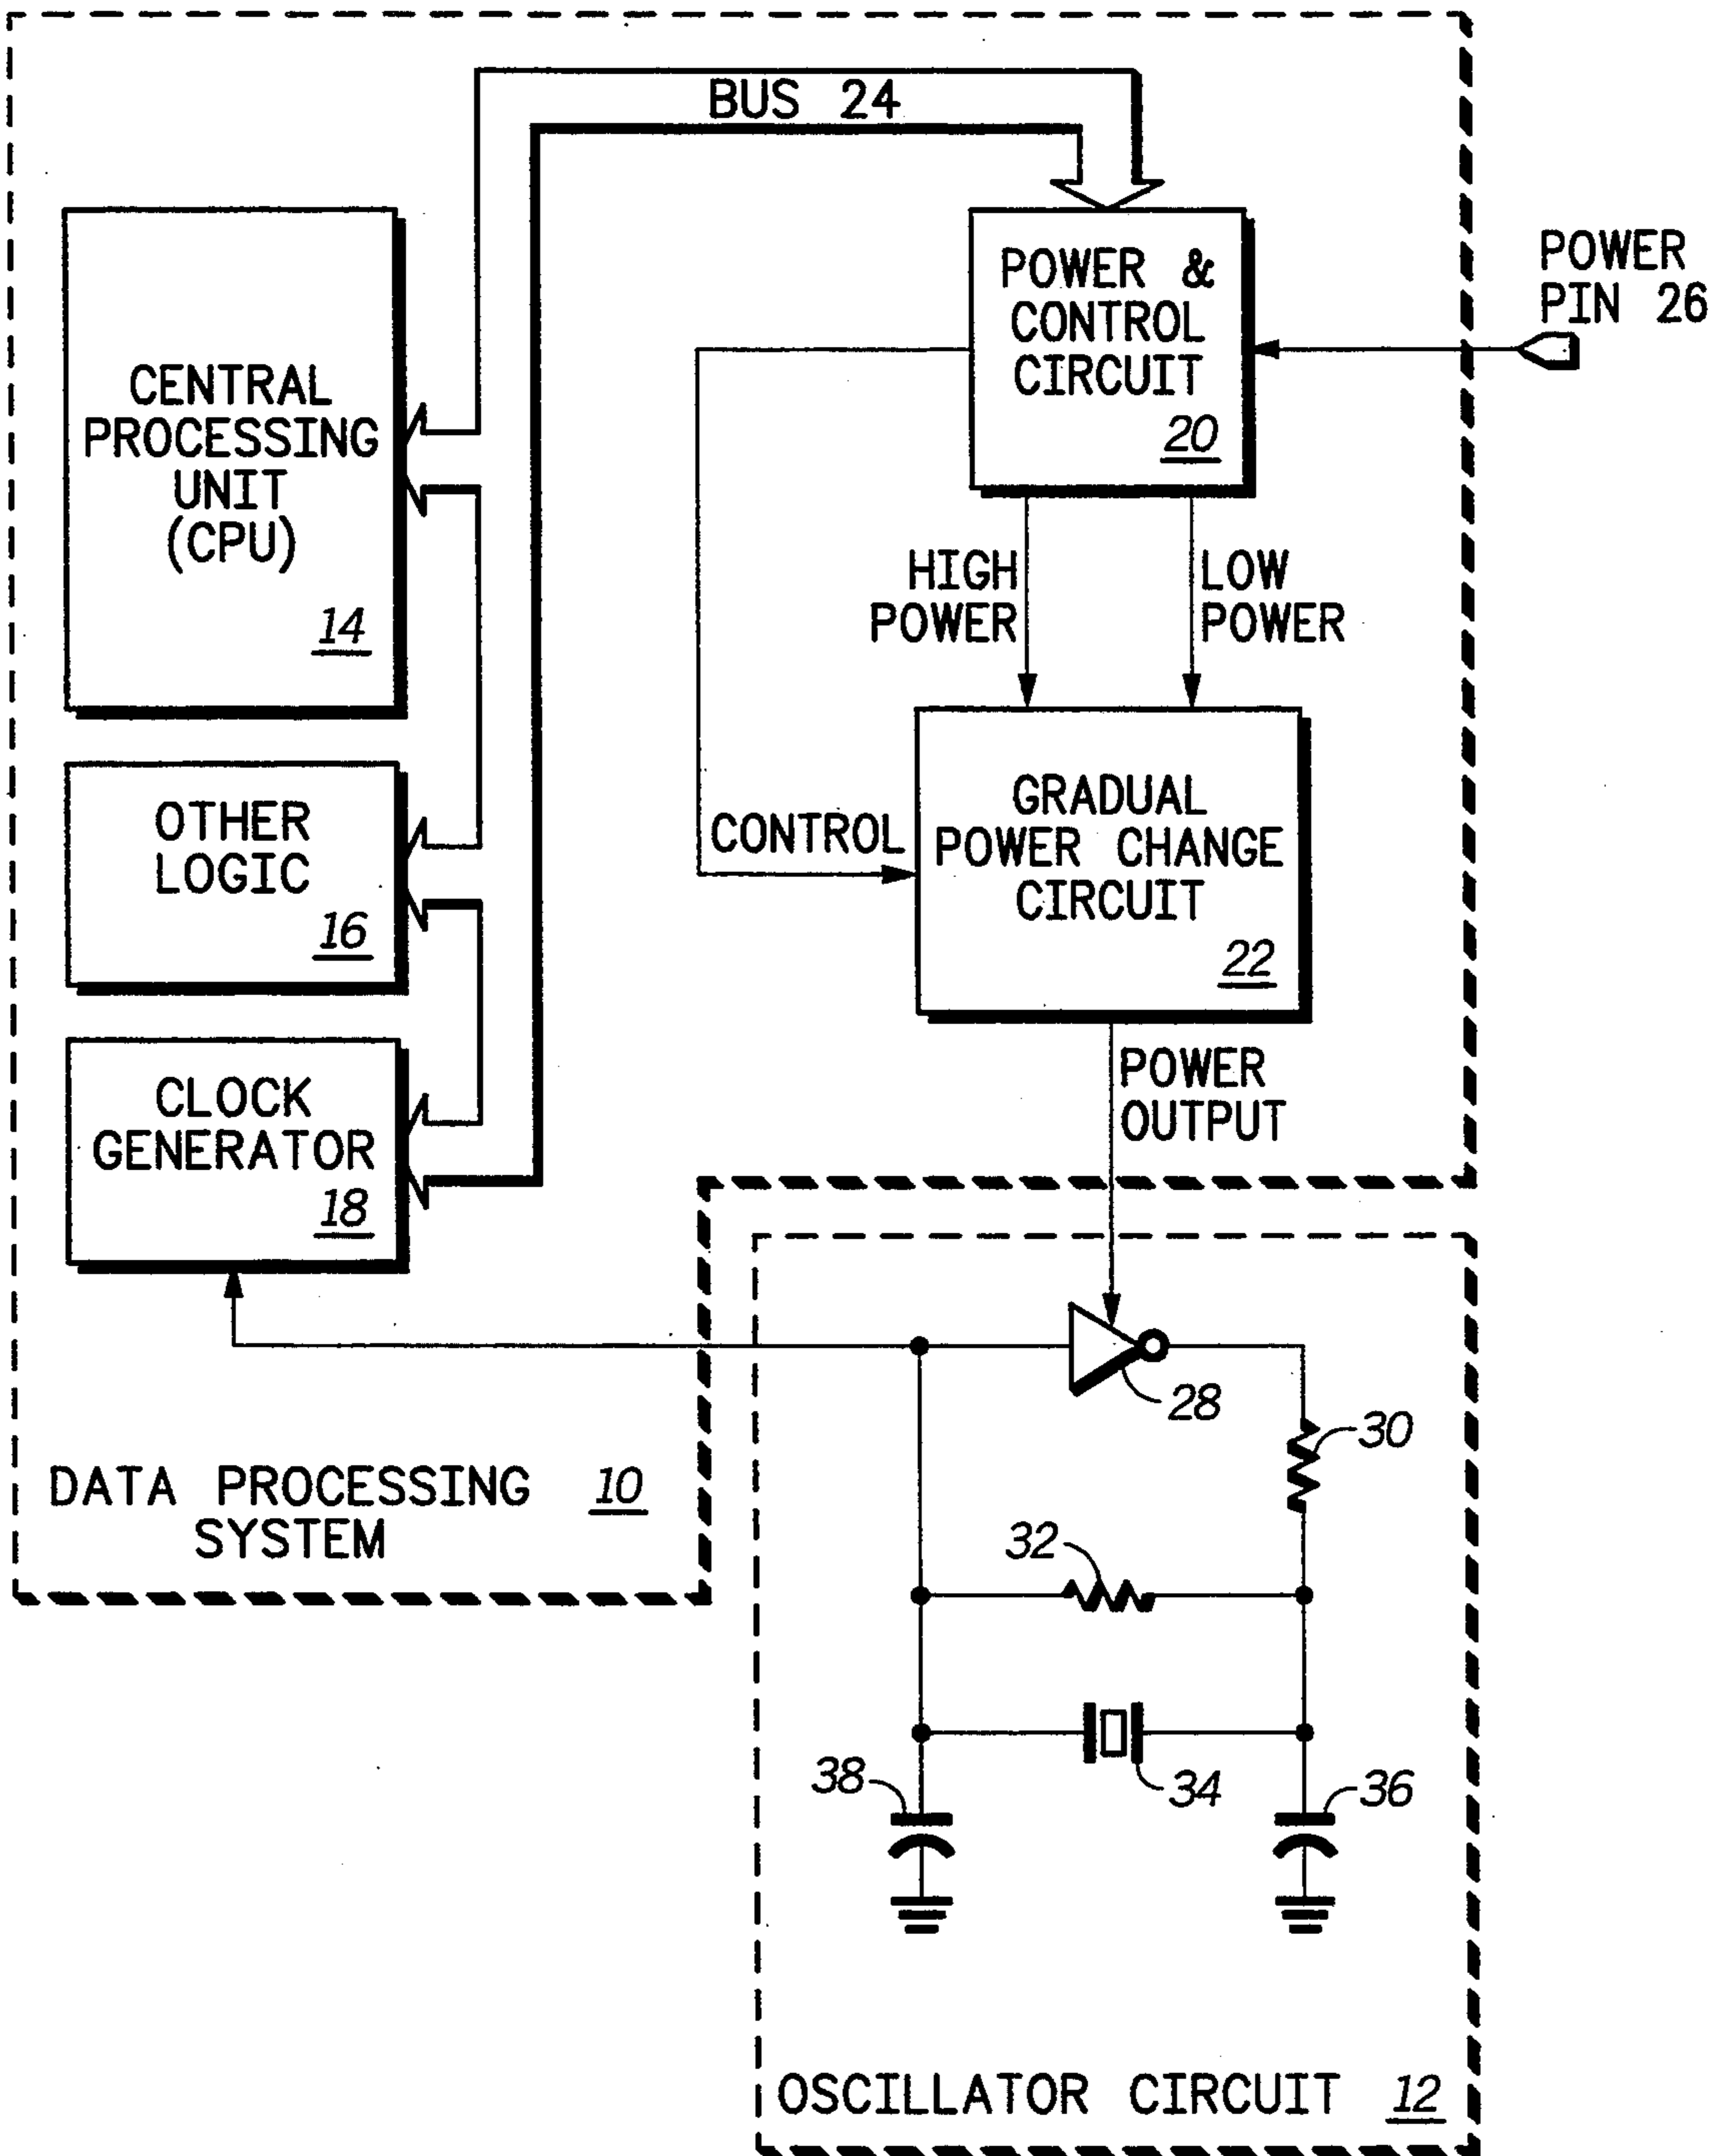 BUS 24
POWER
PIN 26
POWER &
CONTROL
CIRCUIT
20
CENTRAL
PROCESSING
UNIT
(CPU)
14
HIGH
POWER
LOW
POWER
OTHER
LOGIC
16
CONTROL
GRADUAL
POWER CHANGE
CIRCUIT
22
CLOCK
GENERATOR
18
POWER
OUTPUT
28
30
DATA PROCESSING
SYSTEM
10
32
34
38
36
OSCILLATOR CIRCUIT 12